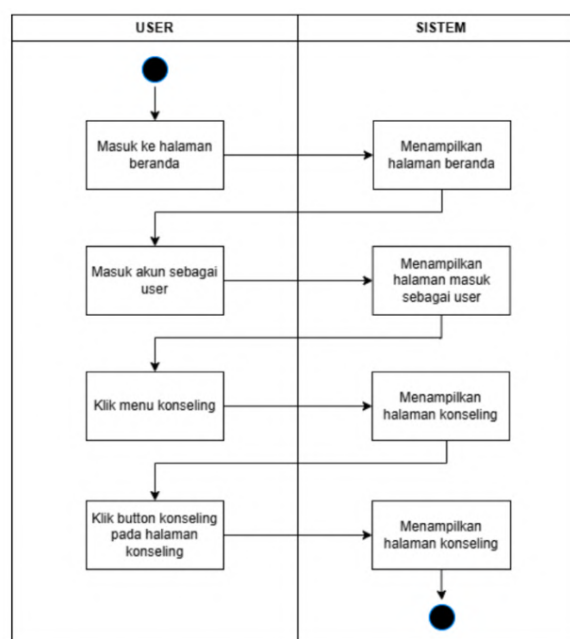 USER
SISTEM
Masuk ke halaman
beranda
Menampilkan
halaman beranda
Masuk akun sebagai
user
Menampilkan
halaman masuk
sebagai user
Klik menu konseling
Menampilkan
halaman konseling
Klik button konseling
pada halaman
konseling
Menampilkan
halaman konseling